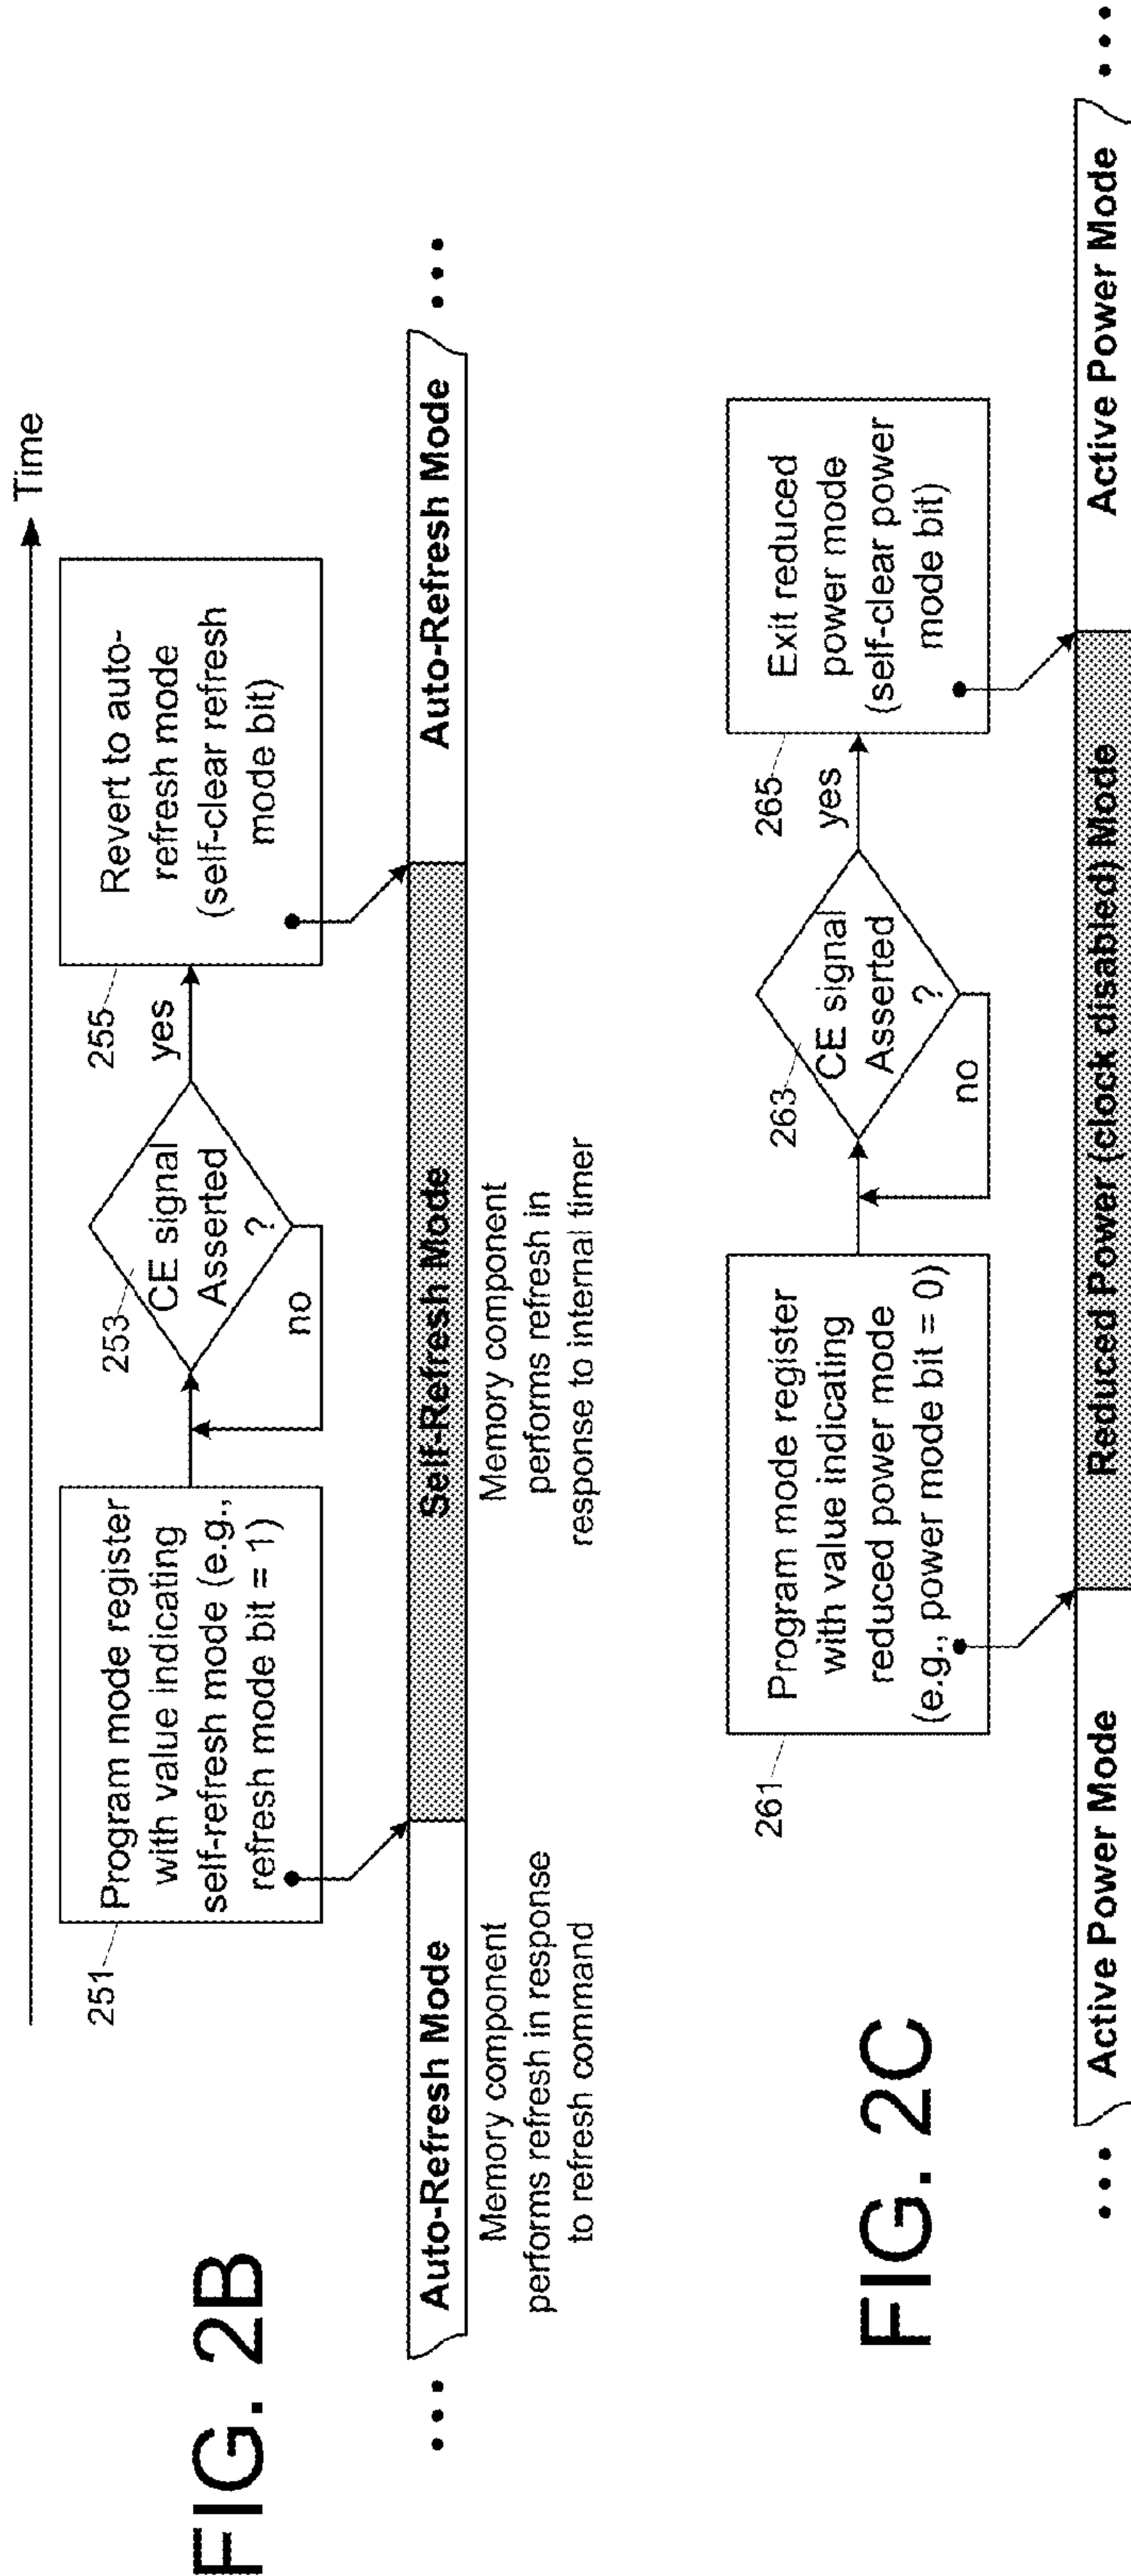 FIG. 2B
Time
251
Program mode register
with value indicating
self-refresh mode (e.g.,
refresh mode bit = 1)
253
CE signal
Asserted
?
no
yes
255
Revert to auto-
refresh mode
(self-clear refresh
mode bit)
• • •
Auto-Refresh Mode
Self-Refresh Mode
Auto-Refresh Mode
• • •
Memory component
performs refresh in response
to refresh command
Memory component
performs refresh in
response to internal timer
FIG. 2C
261
Program mode register
with value indicating
reduced power mode
(e.g., power mode bit = 0)
263
CE signal
Asserted
?
no
yes
265
Exit reduced
power mode
(self-clear power
mode bit)
• • •
Active Power Mode
Reduced Power (clock disabled) Mode
Active Power Mode
• • •